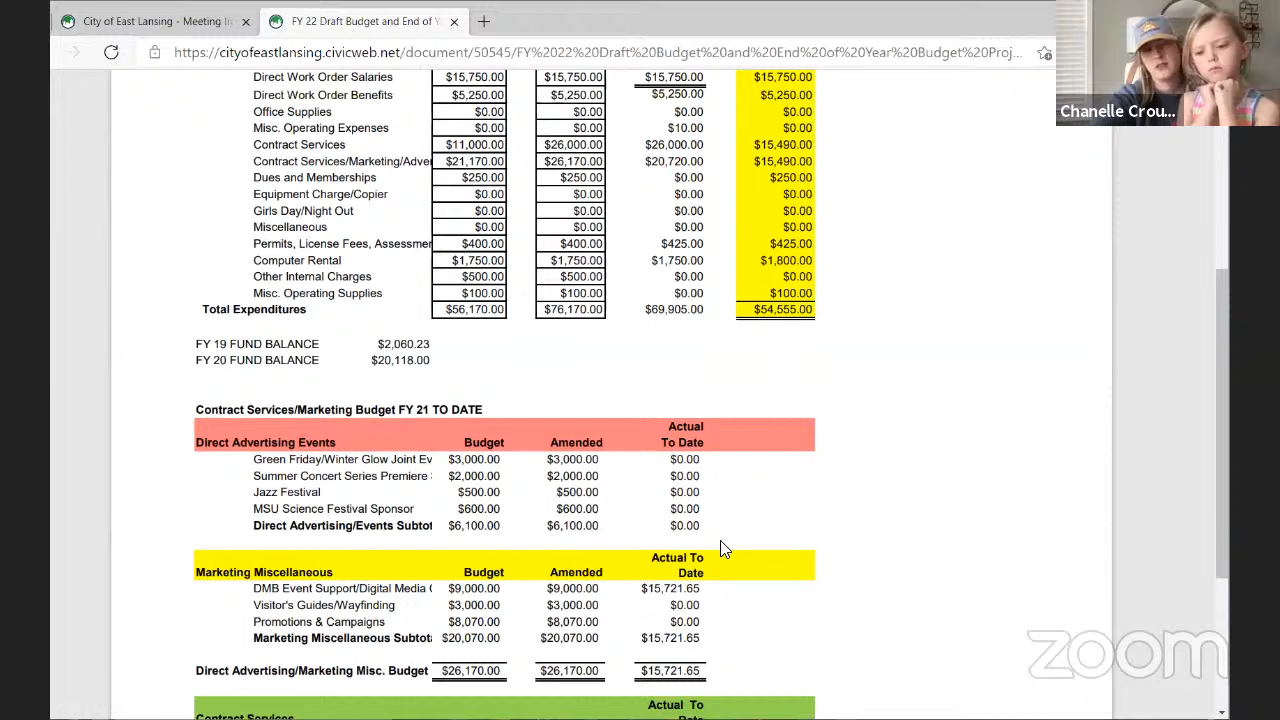 City of East Lansing - Meeting In
FY 22 Draft Budget and End of Y
https://cityofeastlansing.civicweb.net/document/50545/FY%2022%20Draft%20Budget%20and%20End%20of%20Year%20Budget%20Proj...
Chanelle Crou...
Direct Work Order Salaries $15,750.00 $15,750.00 $15,750.00 $15,750.00
Direct Work Order Benefits $5,250.00 $5,250.00 $5,250.00 $5,250.00
Office Supplies $0.00 $0.00 $0.00 $0.00
Misc. Operating Expenses $0.00 $0.00 $10.00 $0.00
Contract Services $11,000.00 $26,000.00 $26,000.00 $15,490.00
Contract Services/Marketing/Adver $21,170.00 $26,170.00 $20,720.00 $15,490.00
Dues and Memberships $250.00 $250.00 $0.00 $250.00
Equipment Charge/Copier $0.00 $0.00 $0.00 $0.00
Girls Day/Night Out $0.00 $0.00 $0.00 $0.00
Miscellaneous $0.00 $0.00 $0.00 $0.00
Permits, License Fees, Assessmer $400.00 $400.00 $425.00 $425.00
Computer Rental $1,750.00 $1,750.00 $1,750.00 $1,800.00
Other Internal Charges $500.00 $500.00 $0.00 $0.00
Misc. Operating Supplies $100.00 $100.00 $0.00 $100.00
Total Expenditures $56,170.00 $76,170.00 $69,905.00 $54,555.00
FY 19 FUND BALANCE $2,060.23
FY 20 FUND BALANCE $20,118.00
Contract Services/Marketing Budget FY 21 TO DATE
Actual
Direct Advertising Events Budget Amended To Date
Green Friday/Winter Glow Joint Ev $3,000.00 $3,000.00 $0.00
Summer Concert Series Premiere $2,000.00 $2,000.00 $0.00
Jazz Festival $500.00 $500.00 $0.00
MSU Science Festival Sponsor $600.00 $600.00 $0.00
Direct Advertising/Events Subtot $6,100.00 $6,100.00 $0.00
Actual To
Marketing Miscellaneous Budget Amended Date
DMB Event Support/Digital Media $9,000.00 $9,000.00 $15,721.65
Visitor's Guides/Wayfinding $3,000.00 $3,000.00 $0.00
Promotions & Campaigns $8,070.00 $8,070.00 $0.00
Marketing Miscellaneous Subtota $20,070.00 $20,070.00 $15,721.65
Direct Advertising/Marketing Misc. Budget $26,170.00 $26,170.00 $15,721.65
Actual To
Contract Services Date
zoom